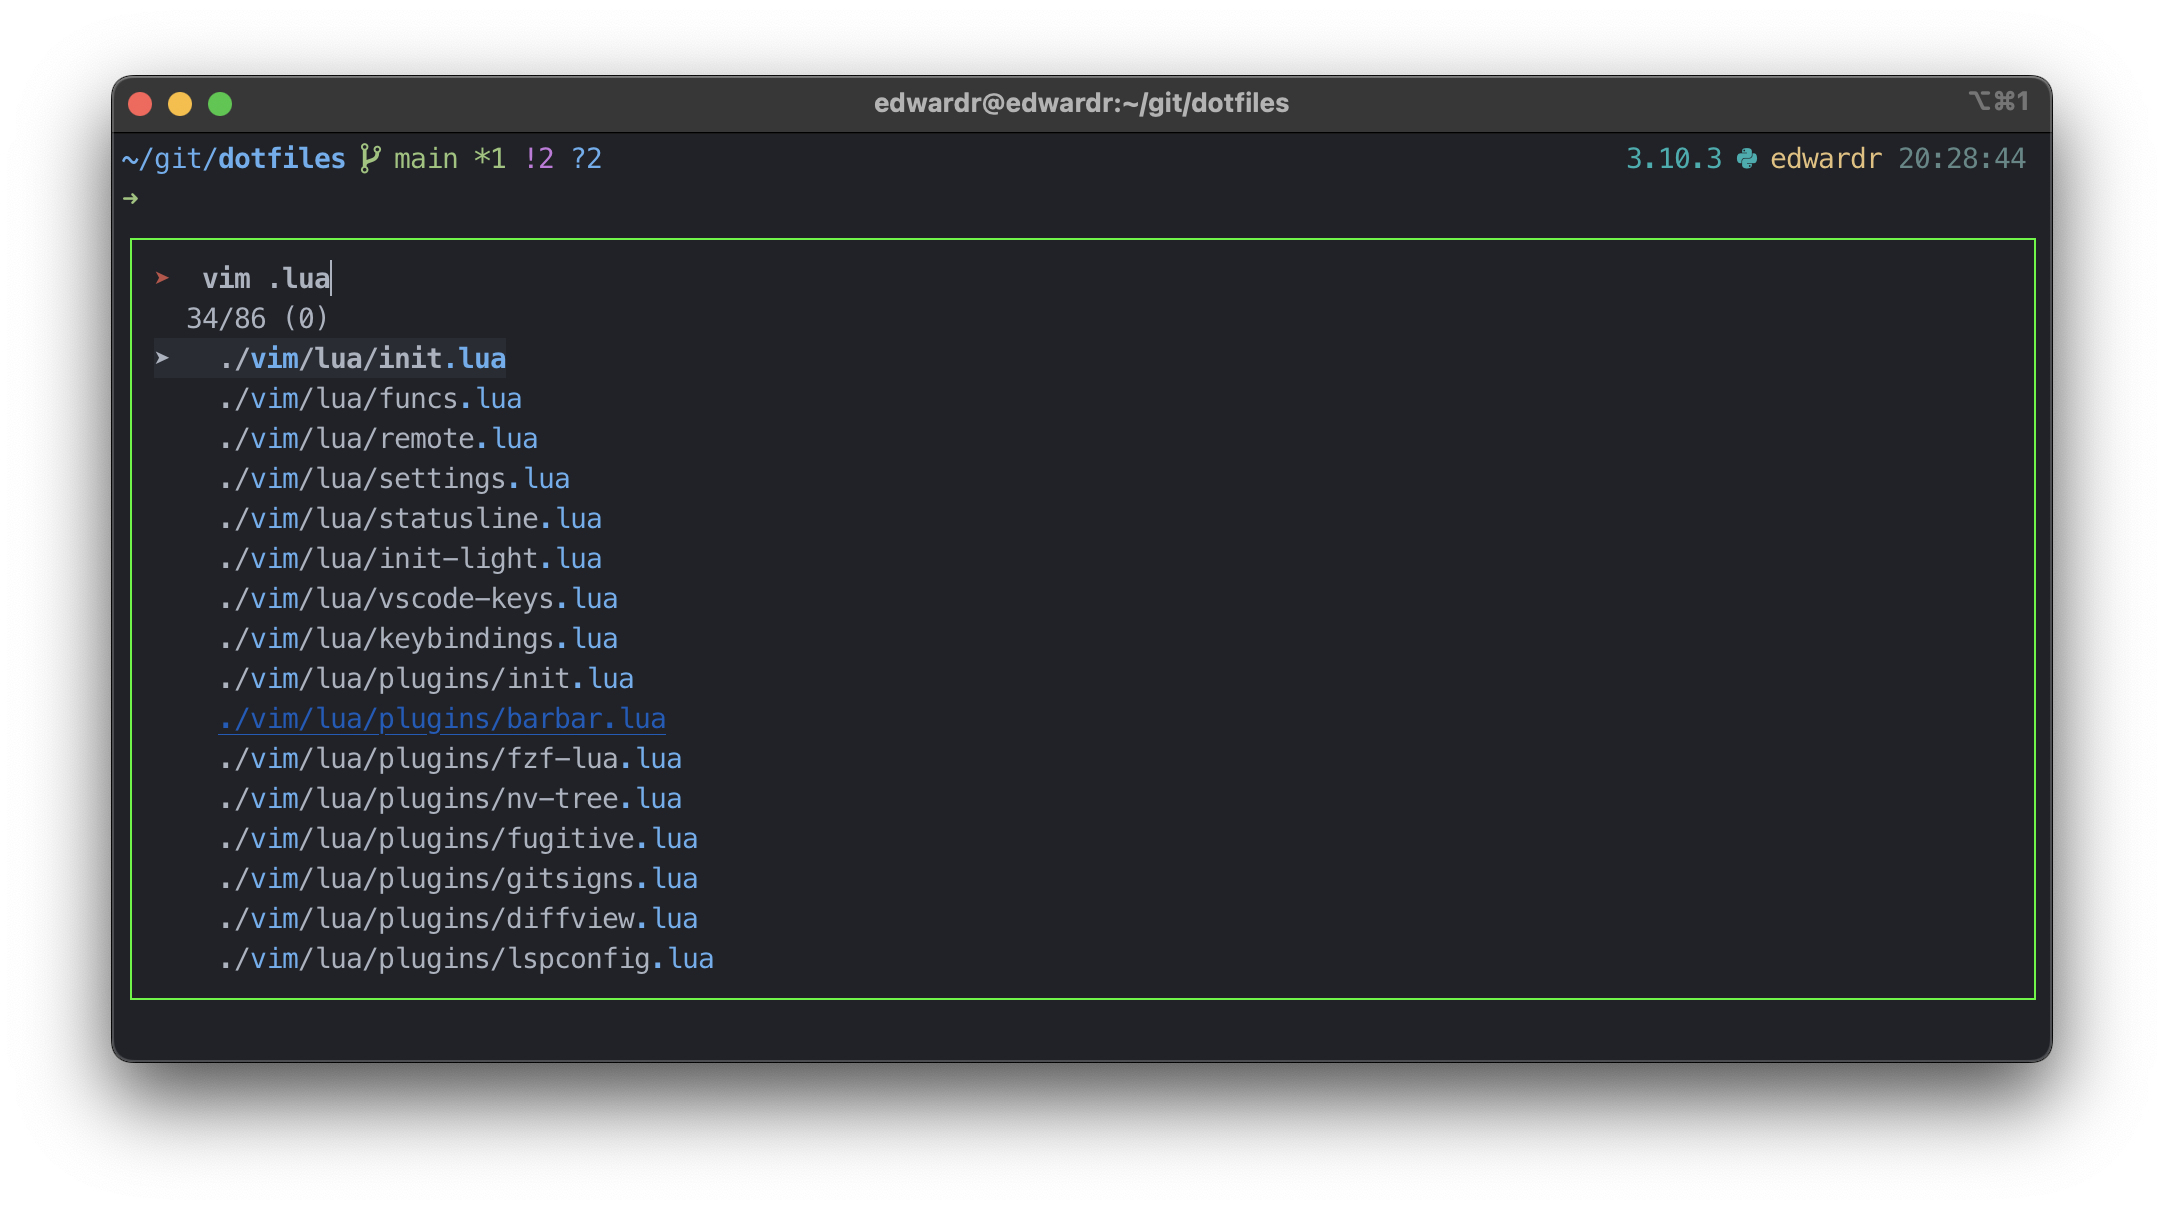 edwardr@edwardr:~/git/dotfiles ⌥⌘1
~/git/dotfiles main *1 !2 ?2 3.10.3 edwardr 20:28:44
➜
➤ vim .lua
34/86 (0)
➤ ./vim/lua/init.lua
./vim/lua/funcs.lua
./vim/lua/remote.lua
./vim/lua/settings.lua
./vim/lua/statusline.lua
./vim/lua/init-light.lua
./vim/lua/vscode-keys.lua
./vim/lua/keybindings.lua
./vim/lua/plugins/init.lua
./vim/lua/plugins/barbar.lua
./vim/lua/plugins/fzf-lua.lua
./vim/lua/plugins/nv-tree.lua
./vim/lua/plugins/fugitive.lua
./vim/lua/plugins/gitsigns.lua
./vim/lua/plugins/diffview.lua
./vim/lua/plugins/lspconfig.lua